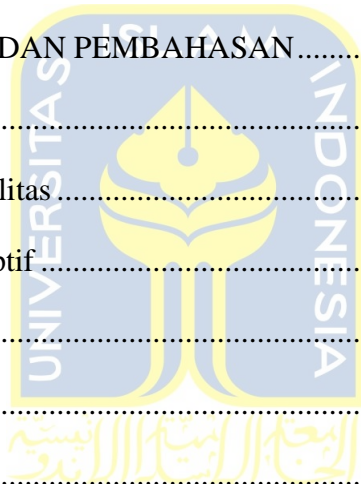 DAN PEMBAHASAN ........
................................................
litas ..........................................
otif .............................................
................................................
................................................
................................................
UNIVERSITAS ISLAM INDONESIA